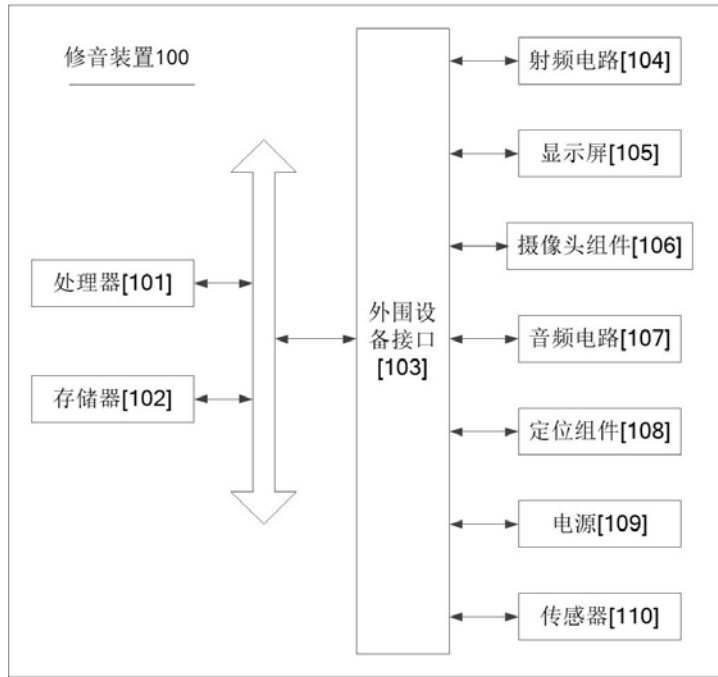 修音装置100
处理器[101]
存储器[102]
外围设
备接口
[103]
射频电路[104]
显示屏[105]
摄像头组件[106]
音频电路[107]
定位组件[108]
电源[109]
传感器[110]